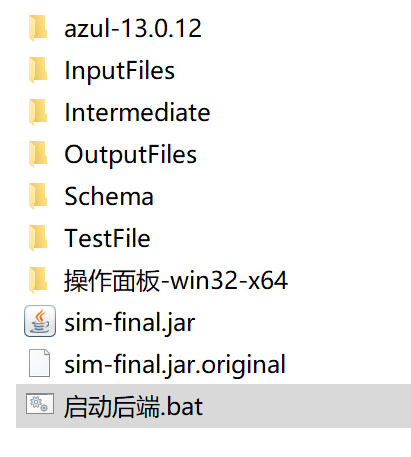 azul-13.0.12
InputFiles
Intermediate
OutputFiles
Schema
TestFile
操作面板-win32-x64
sim-final.jar
sim-final.jar.original
启动后端.bat